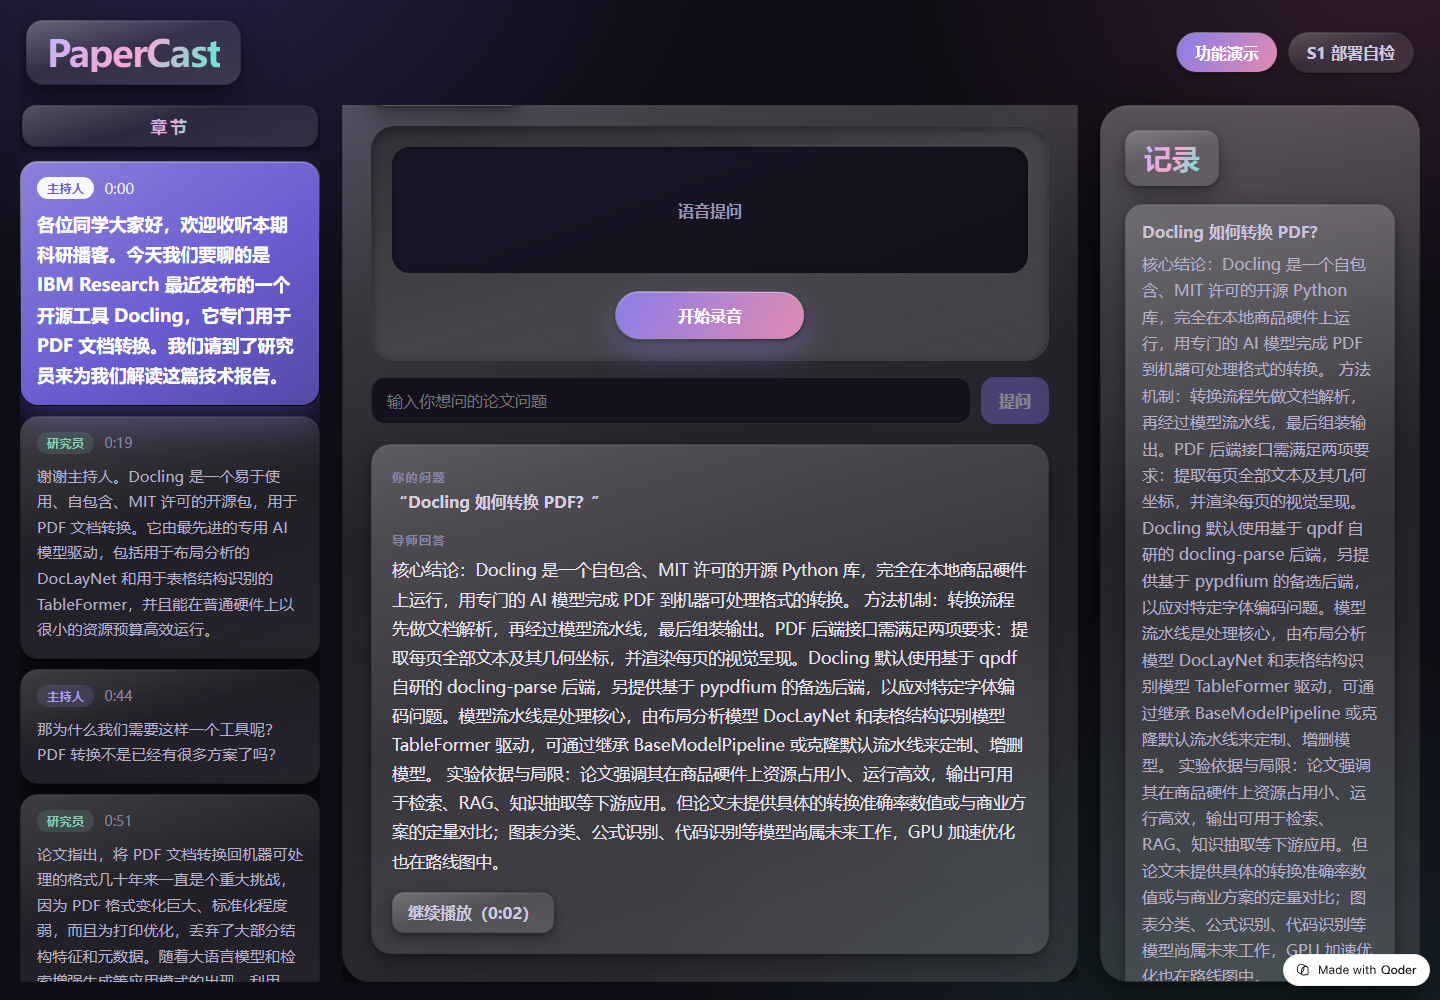 PaperCast
功能演示
S1 部署自检
章节
主持人 0:00
各位同学大家好，欢迎收听本期
科研播客。今天我们要聊的是
IBM Research 最近发布的一个
开源工具 Docling，它专门用于
PDF 文档转换。我们请到了研究
员来为我们解读这篇技术报告。
研究员 0:19
谢谢主持人。Docling 是一个易于使
用、自包含、MIT 许可的开源包，用于
PDF 文档转换。它由最先进的专用 AI
模型驱动，包括用于布局分析的
DocLayNet 和用于表格结构识别的
TableFormer，并且能在普通硬件上以
很小的资源预算高效运行。
主持人 0:44
那为什么我们需要这样一个工具呢？
PDF 转换不是已经有很多方案了吗？
研究员 0:51
论文指出，将 PDF 文档转换回机器可处
理的格式几十年来一直是个重大挑战，
因为 PDF 格式变化巨大、标准化程度
弱，而且为打印优化，丢弃了大部分结
构特征和元数据。随着大语言模型和检
索增强生成等应用模式的出现，利用
语音提问
开始录音
输入你想问的论文问题
提问
你的问题
“Docling 如何转换 PDF？”
导师回答
核心结论：Docling 是一个自包含、MIT 许可的开源 Python 库，完全在本地商品硬件
上运行，用专门的 AI 模型完成 PDF 到机器可处理格式的转换。 方法机制：转换流程
先做文档解析，再经过模型流水线，最后组装输出。PDF 后端接口需满足两项要求：提
取每页全部文本及其几何坐标，并渲染每页的视觉呈现。Docling 默认使用基于 qpdf
自研的 docling-parse 后端，另提供基于 pypdfium 的备选后端，以应对特定字体编
码问题。模型流水线是处理核心，由布局分析模型 DocLayNet 和表格结构识别模型
TableFormer 驱动，可通过继承 BaseModelPipeline 或克隆默认流水线来定制、增删
模型。 实验依据与局限：论文强调其在商品硬件上资源占用小、运行高效，输出可用
于检索、RAG、知识抽取等下游应用。但论文未提供具体的转换准确率数值或与商业方
案的定量对比；图表分类、公式识别、代码识别等模型尚属未来工作，GPU 加速优化
也在路线图中。
继续播放（0:02）
记录
Docling 如何转换 PDF？
核心结论：Docling 是一个自包
含、MIT 许可的开源 Python
库，完全在本地商品硬件上运
行，用专门的 AI 模型完成 PDF
到机器可处理格式的转换。 方法
机制：转换流程先做文档解析，
再经过模型流水线，最后组装输
出。PDF 后端接口需满足两项要
求：提取每页全部文本及其几何
坐标，并渲染每页的视觉呈现。
Docling 默认使用基于 qpdf 自
研的 docling-parse 后端，另提
供基于 pypdfium 的备选后端，
以应对特定字体编码问题。模型
流水线是处理核心，由布局分析
模型 DocLayNet 和表格结构识
别模型 TableFormer 驱动，可通
过继承 BaseModelPipeline 或克
隆默认流水线来定制、增删模
型。 实验依据与局限：论文强调
其在商品硬件上资源占用小、运
行高效，输出可用于检索、
RAG、知识抽取等下游应用。但
论文未提供具体的转换准确率数
值或与商业方案的定量对比；图
表分类、公式识别、代码识别等
模型尚属未来工作，GPU 加速优
化也在路线图中。
Made with Qoder